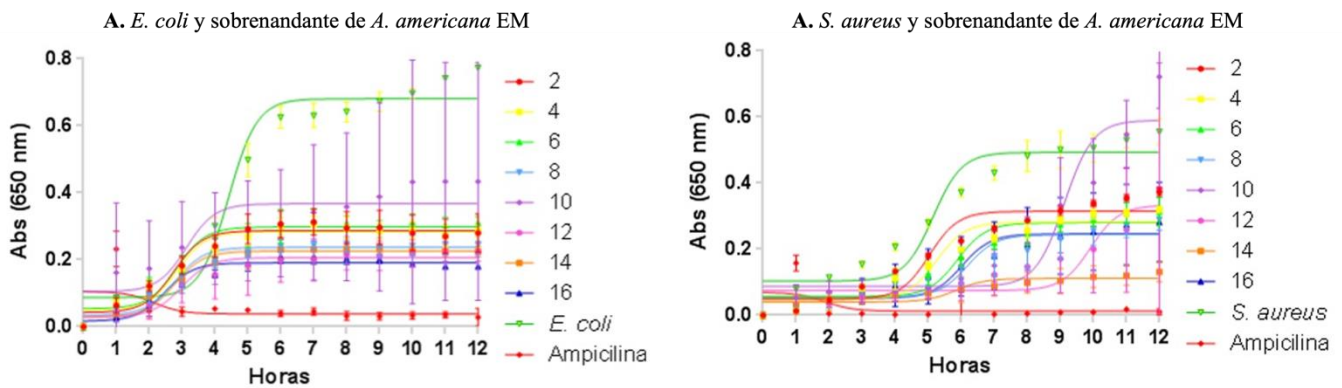 A. E. coli y sobrenandante de A. americana EM
0.8
0.6
0.4
0.2
0.0
Abs (650 nm)
0 1 2 3 4 5 6 7 8 9 10 11 12
Horas
2
4
6
8
10
12
14
16
E. coli
Ampicilina
A. S. aureus y sobrenandante de A. americana EM
0.8
0.6
0.4
0.2
0.0
Abs (650 nm)
0 1 2 3 4 5 6 7 8 9 10 11 12
Horas
2
4
6
8
10
12
14
16
S. aureus
Ampicilina